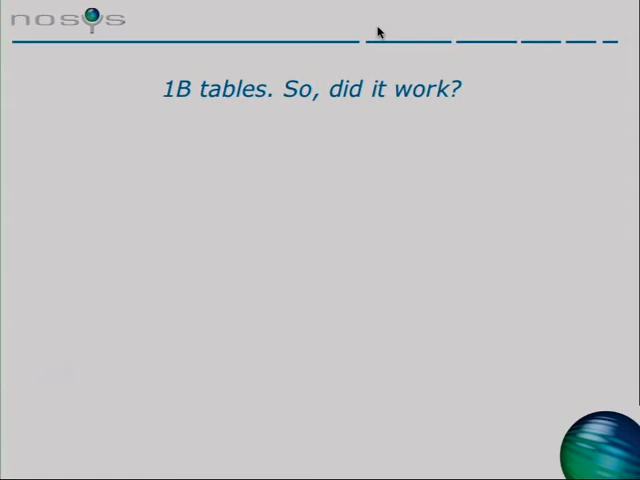 nosys
1B tables. So, did it work?